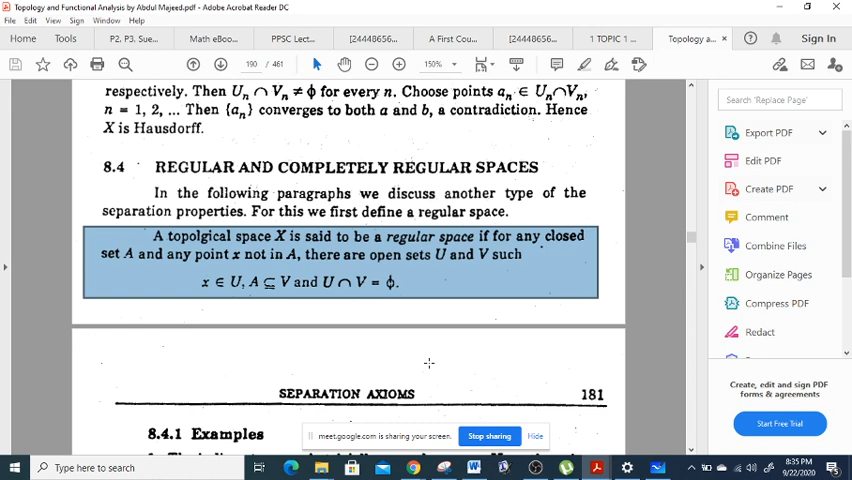 Topology and Functional Analysis by Abdul Majeed.pdf - Adobe Acrobat Reader DC
File Edit View Sign Window Help
Home Tools P2. P3. Sue... Math eBoo... PPSC Lect... [24448656... A First Cou... [24448656... 1 TOPIC 1 ... Topology a... × Sign In
190 / 461 150%
respectively. Then Un ∩ Vn ≠ ϕ for every n. Choose points an ∈ Un∩Vn,
n = 1, 2, ... Then {an} converges to both a and b, a contradiction. Hence
X is Hausdorff.
8.4 REGULAR AND COMPLETELY REGULAR SPACES
In the following paragraphs we discuss another type of the
separation properties. For this we first define a regular space.
A topolgical space X is said to be a regular space if for any closed
set A and any point x not in A, there are open sets U and V such
x ∈ U, A ⊆ V and U ∩ V = ϕ.
SEPARATION AXIOMS 181
8.4.1 Examples
Search 'Replace Page'
Export PDF
Edit PDF
Create PDF
Comment
Combine Files
Organize Pages
Compress PDF
Redact
Create, edit and sign PDF
forms & agreements
Start Free Trial
meet.google.com is sharing your screen. Stop sharing Hide
Type here to search
8:35 PM
9/22/2020